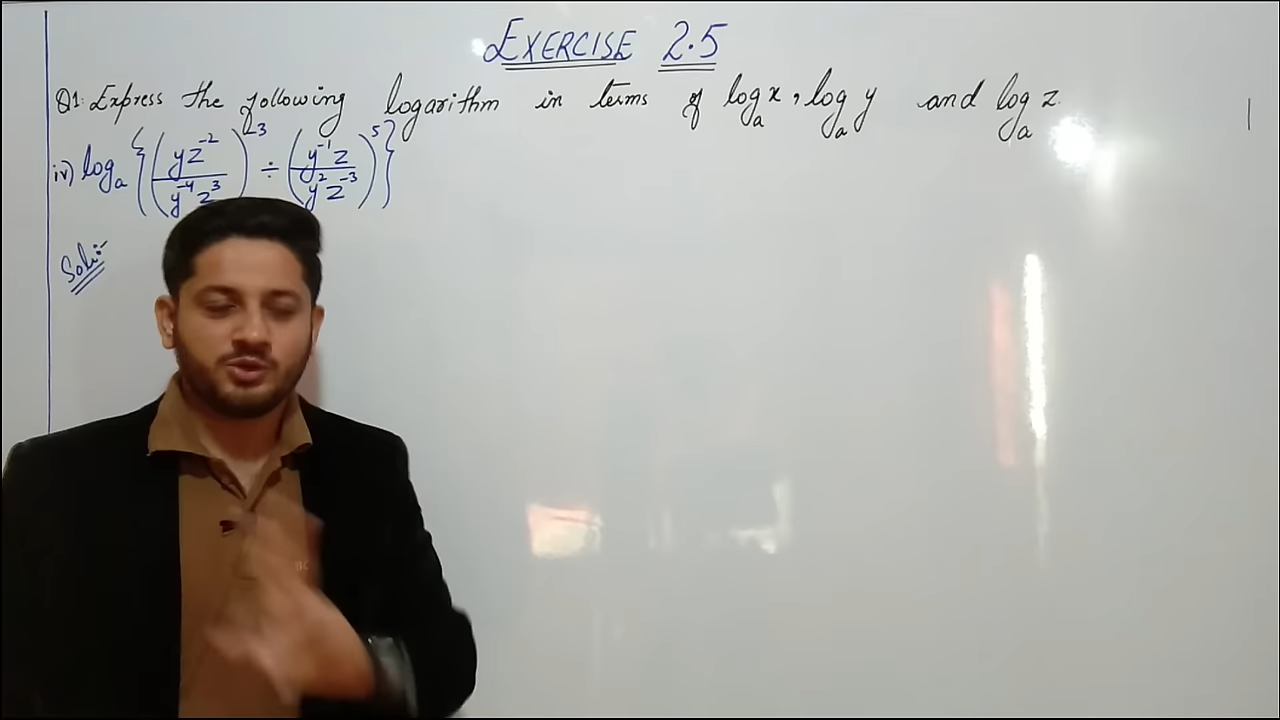 EXERCISE 2.5
Q1. Express the following logarithm in terms of logₐx, logₐy and logₐz.
iv) logₐ{(yz⁻²/y⁻⁴z³)⁻³ ÷ (y⁻¹z/y²z⁻³)⁵}
Soln:-